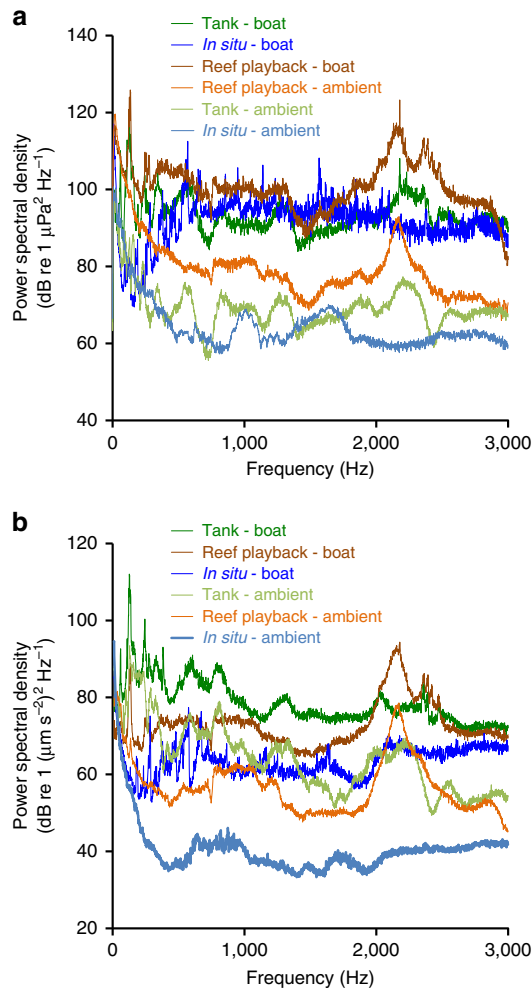 a
Tank - boat
In situ - boat
Reef playback - boat
Reef playback - ambient
Tank - ambient
In situ - ambient
Power spectral density
(dB re 1 μPa² Hz⁻¹)
140
120
100
80
60
40
0
1,000
2,000
3,000
Frequency (Hz)
b
Tank - boat
Reef playback - boat
In situ - boat
Tank - ambient
Reef playback - ambient
In situ - ambient
Power spectral density
(dB re 1 (μm s⁻²)² Hz⁻¹)
120
100
80
60
40
20
0
1,000
2,000
3,000
Frequency (Hz)